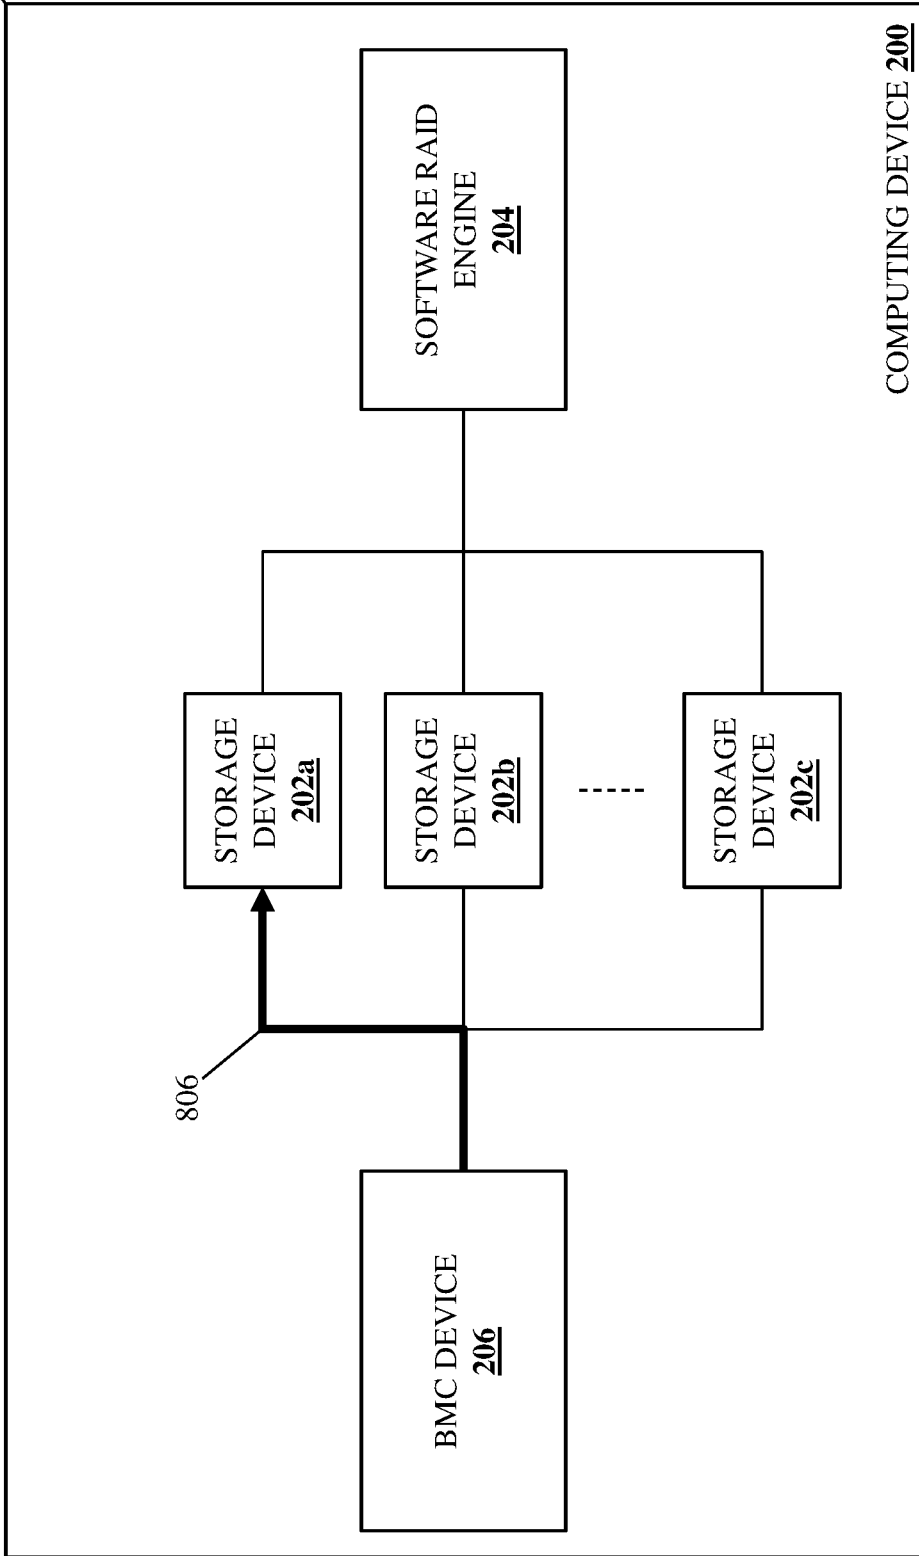 SOFTWARE RAID
ENGINE
204
STORAGE
DEVICE
202a
STORAGE
DEVICE
202b
STORAGE
DEVICE
202c
806
BMC DEVICE
206
COMPUTING DEVICE 200